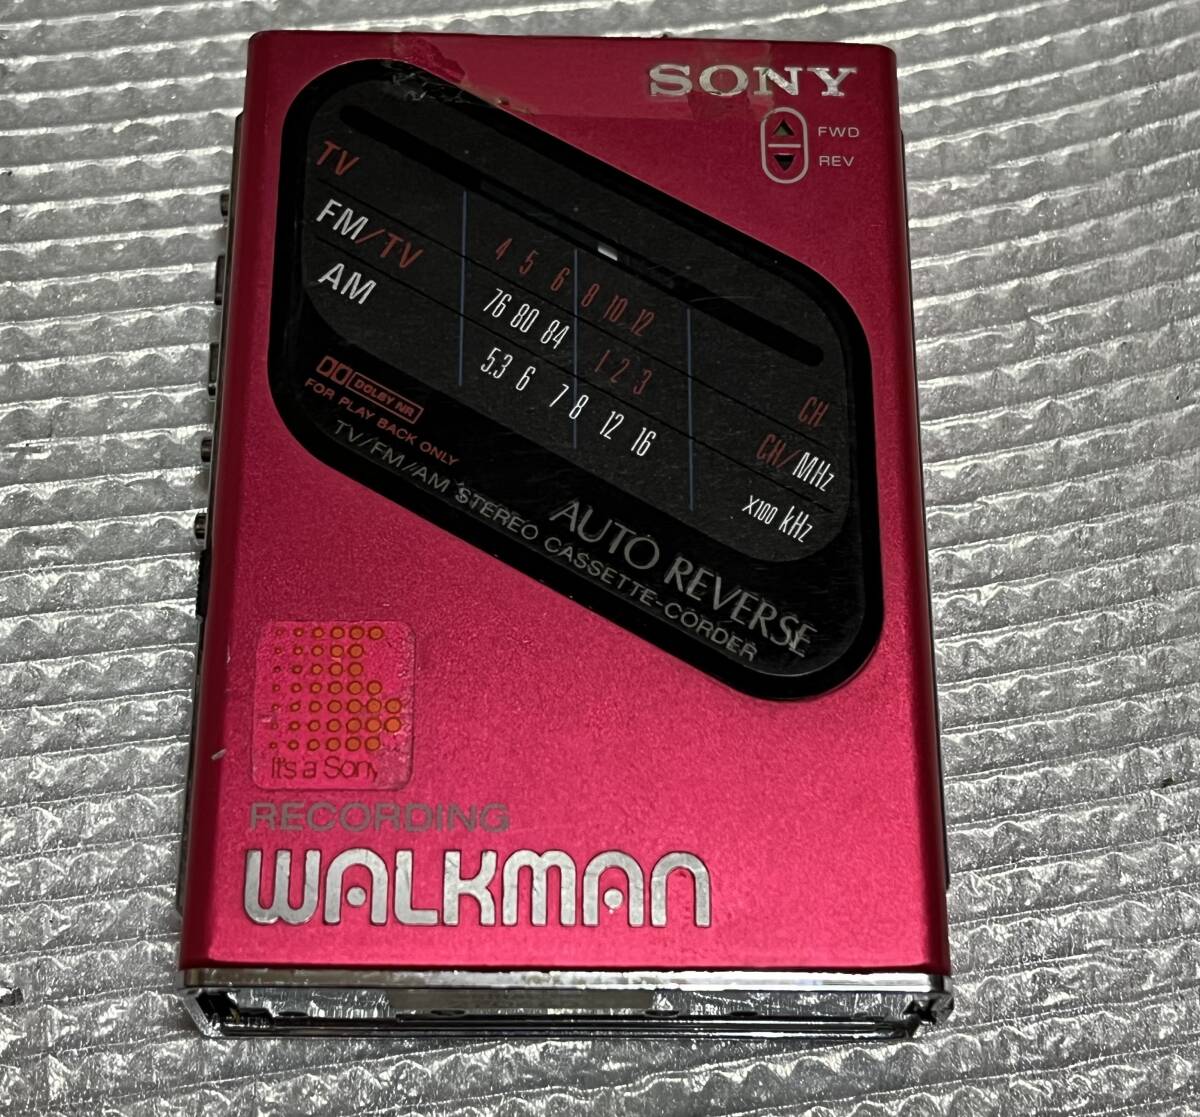 SONY
FWD
REV
TV
4 5 6 8 10 12
CH
FM/TV
76 80 84 1 2 3
CH/MHz
AM
5.3 6 7 8 12 16
X100 kHz
DOLBY NR
FOR PLAY BACK ONLY
AUTO REVERSE
TV/FM/AM STEREO CASSETTE-CORDER
It's a Sony
RECORDING
WALKMAN